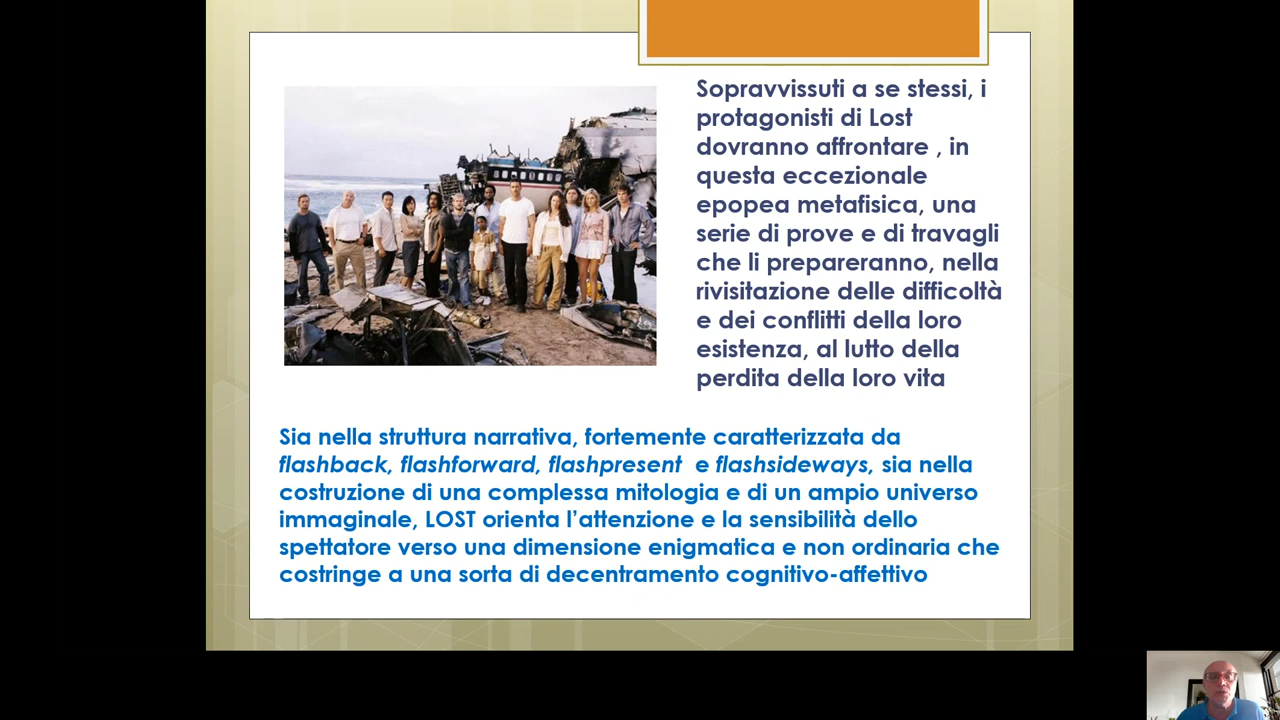 Sopravvissuti a se stessi, i
protagonisti di Lost
dovranno affrontare , in
questa eccezionale
epopea metafisica, una
serie di prove e di travagli
che li prepareranno, nella
rivisitazione delle difficoltà
e dei conflitti della loro
esistenza, al lutto della
perdita della loro vita
Sia nella struttura narrativa, fortemente caratterizzata da
flashback, flashforward, flashpresent e flashsideways, sia nella
costruzione di una complessa mitologia e di un ampio universo
immaginale, LOST orienta l’attenzione e la sensibilità dello
spettatore verso una dimensione enigmatica e non ordinaria che
costringe a una sorta di decentramento cognitivo-affettivo